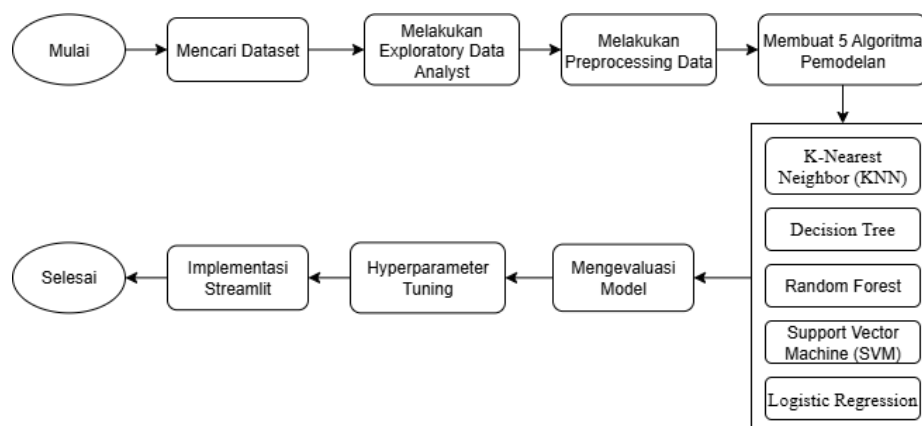 Mulai
Mencari Dataset
Melakukan
Exploratory Data
Analyst
Melakukan
Preprocessing Data
Membuat 5 Algoritma
Pemodelan
K-Nearest
Neighbor (KNN)
Decision Tree
Random Forest
Support Vector
Machine (SVM)
Logistic Regression
Mengevaluasi
Model
Hyperparameter
Tuning
Implementasi
Streamlit
Selesai